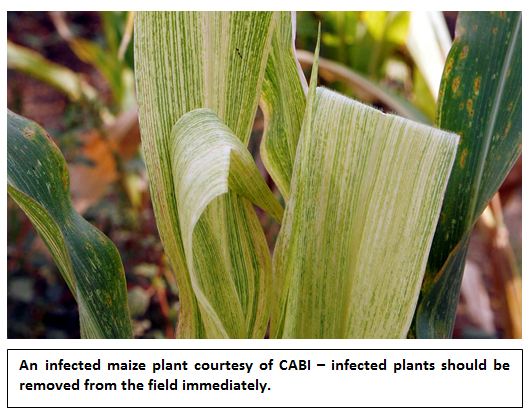 An infected maize plant courtesy of CABI – infected plants should be
removed from the field immediately.